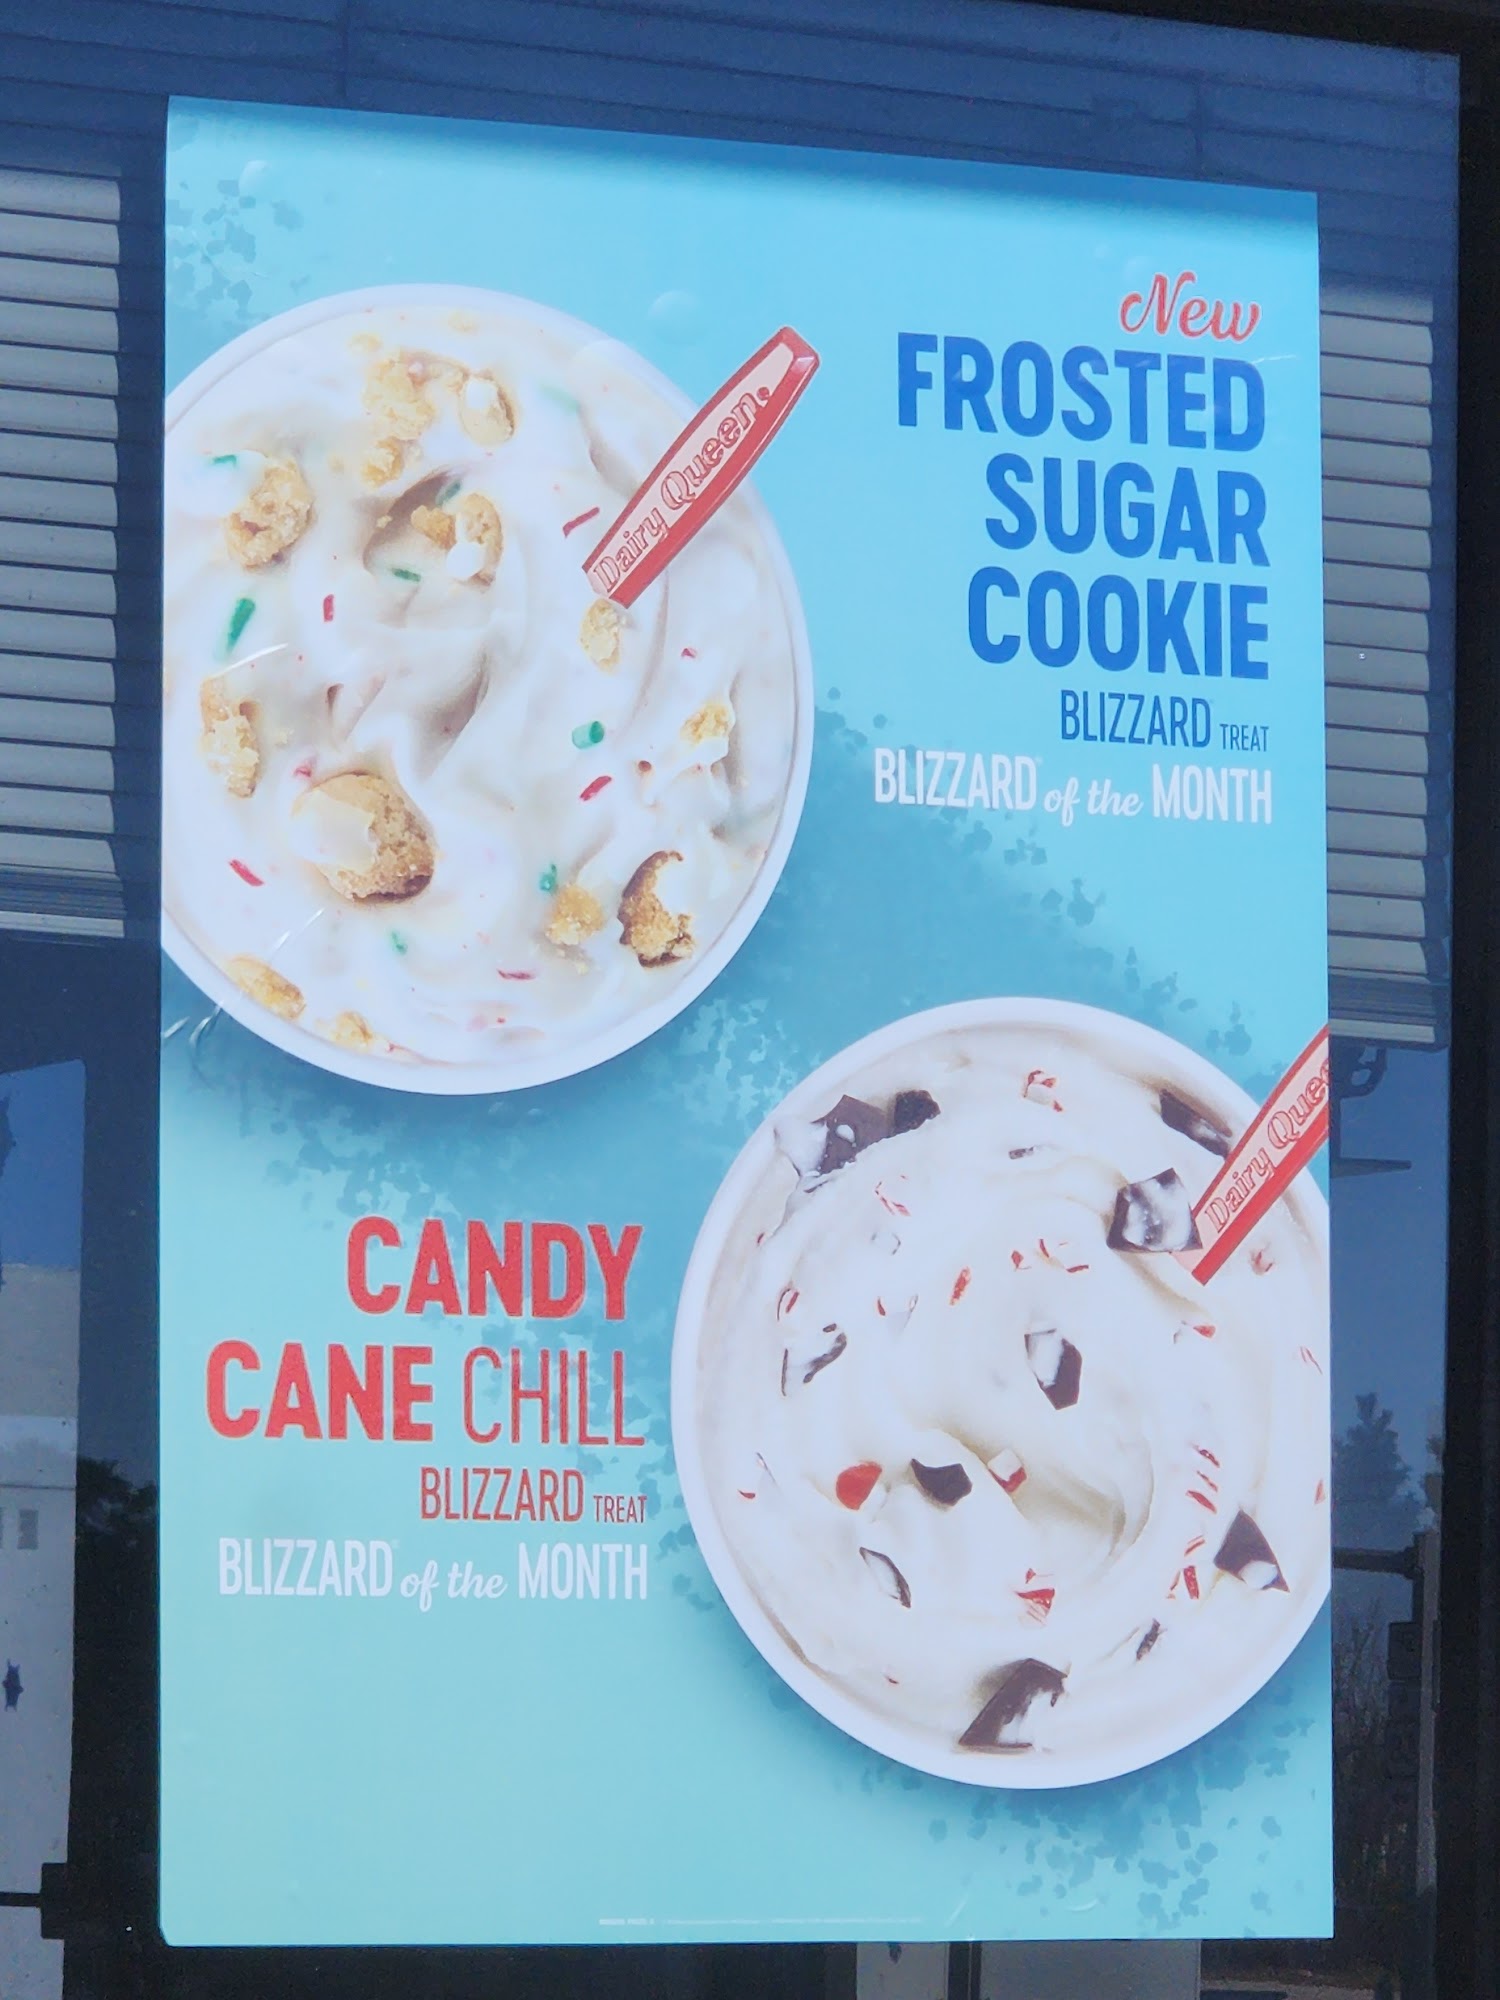 New
FROSTED
SUGAR
COOKIE
BLIZZARD TREAT
BLIZZARD of the MONTH
Dairy Queen
Dairy Que
CANDY
CANE CHILL
BLIZZARD TREAT
BLIZZARD of the MONTH